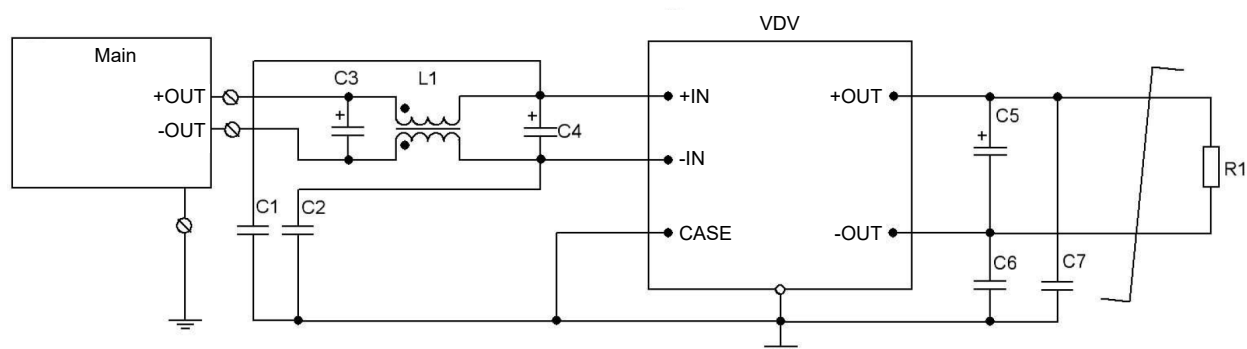 VDV
Main
C3
L1
+OUT
+
+
+IN
+OUT
C5
-OUT
C4
+
-IN
R1
C1
C2
CASE
-OUT
C6
C7